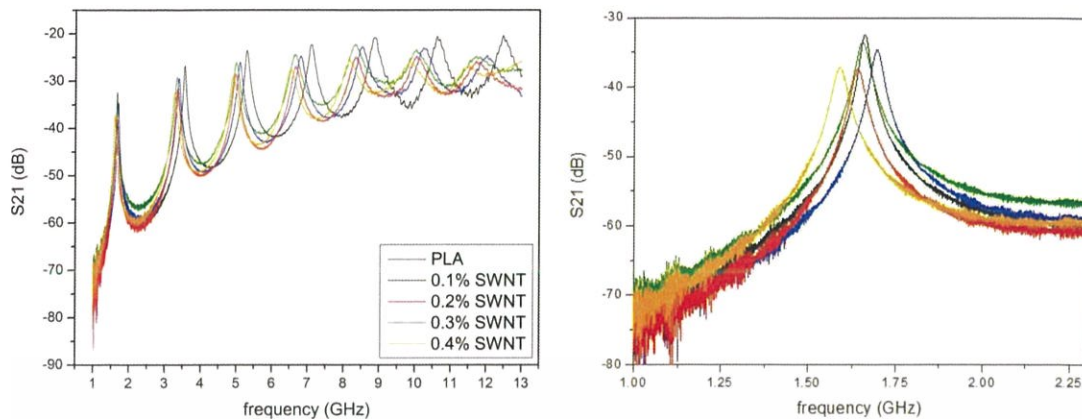 -20
-30
-40
-50
-60
-70
-80
-90
S21 (dB)
PLA
0.1% SWNT
0.2% SWNT
0.3% SWNT
0.4% SWNT
1 2 3 4 5 6 7 8 9 10 11 12 13
frequency (GHz)
-30
-40
-50
-60
-70
-80
S21 (dB)
1.00 1.25 1.50 1.75 2.00 2.25
frequency (GHz)